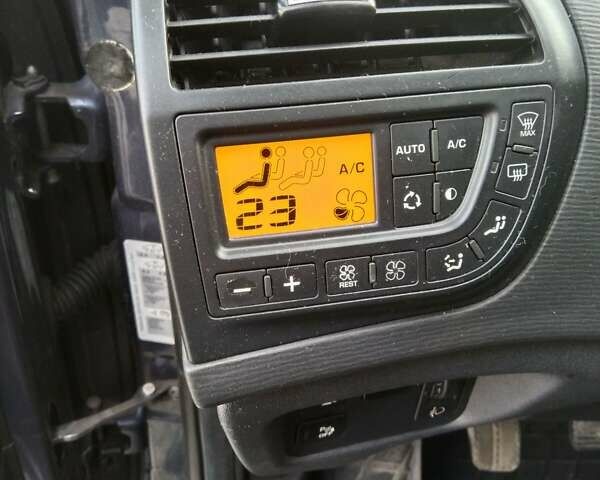 A/C
23
AUTO
A/C
MAX
− +
REST